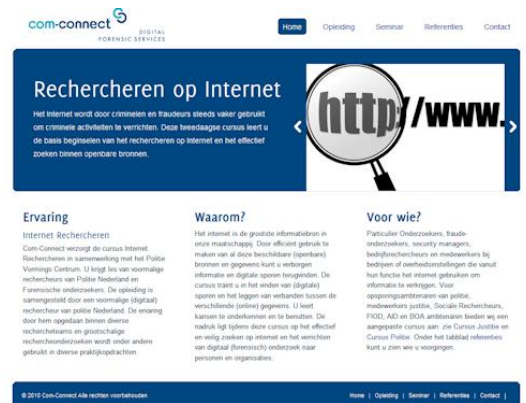 com-connect
DIGITAL
FORENSIC SERVICES
Home Opleiding Seminar Referenties Contact
Rechercheren op Internet
Het Internet wordt door criminelen en fraudeurs steeds vaker gebruikt
om criminele activiteiten te verrichten. Deze tweedaagse cursus leert u
de basis beginselen van het rechercheren op Internet en het effectief
zoeken binnen openbare bronnen.
http://www.
Ervaring
Internet Rechercheren
Com-Connect verzorgt de cursus Internet
Rechercheren in samenwerking met het Politie
Vormings Centrum. U krijgt les van voormalige
rechercheurs van Politie Nederland en
Forensische onderzoekers. De opleiding is
samengesteld door een voormalige (digitaal)
rechercheur van politie Nederland. De ervaring
door hem opgedaan binnen diverse
rechercheteams en grootschalige
rechercheonderzoeken wordt onder andere
gebruikt in diverse praktijkopdrachten.
Waarom?
Het internet is de grootste informatiebron in
onze maatschappij. Door efficiënt gebruik te
maken van al deze beschikbare (openbare)
bronnen en gegevens kunt u verborgen
informatie en digitale sporen terugvinden. De
cursus traint u in het vinden van (digitale)
sporen en het leggen van verbanden tussen de
verschillende (online) gegevens. U leert
kansen te onderkennen en te benutten. De
nadruk ligt tijdens deze cursus op het effectief
en veilig zoeken op internet en het verrichten
van digitaal (forensisch) onderzoek naar
personen en organisaties.
Voor wie?
Particulier Onderzoekers, fraude-
onderzoekers, security managers,
bedrijfsrechercheurs en medewerkers bij
bedrijven of overheidsinstellingen die vanuit
hun functie het internet gebruiken om
informatie te verkrijgen. Voor
opsporingsambtenaren van politie,
medewerkers justitie, Sociale Rechercheurs,
FIOD, AID en BOA ambtenaren bieden wij een
aangepaste cursus aan: zie Cursus Justitie en
Cursus Politie. Onder het tabblad referenties
kunt u zien wie u voorgingen.
© 2010 Com-Connect Alle rechten voorbehouden
Home | Opleiding | Seminar | Referenties | Contact |